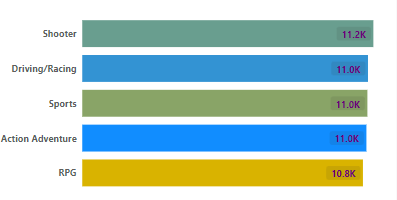 Shooter 11.2K
Driving/Racing 11.0K
Sports 11.0K
Action Adventure 11.0K
RPG 10.8K